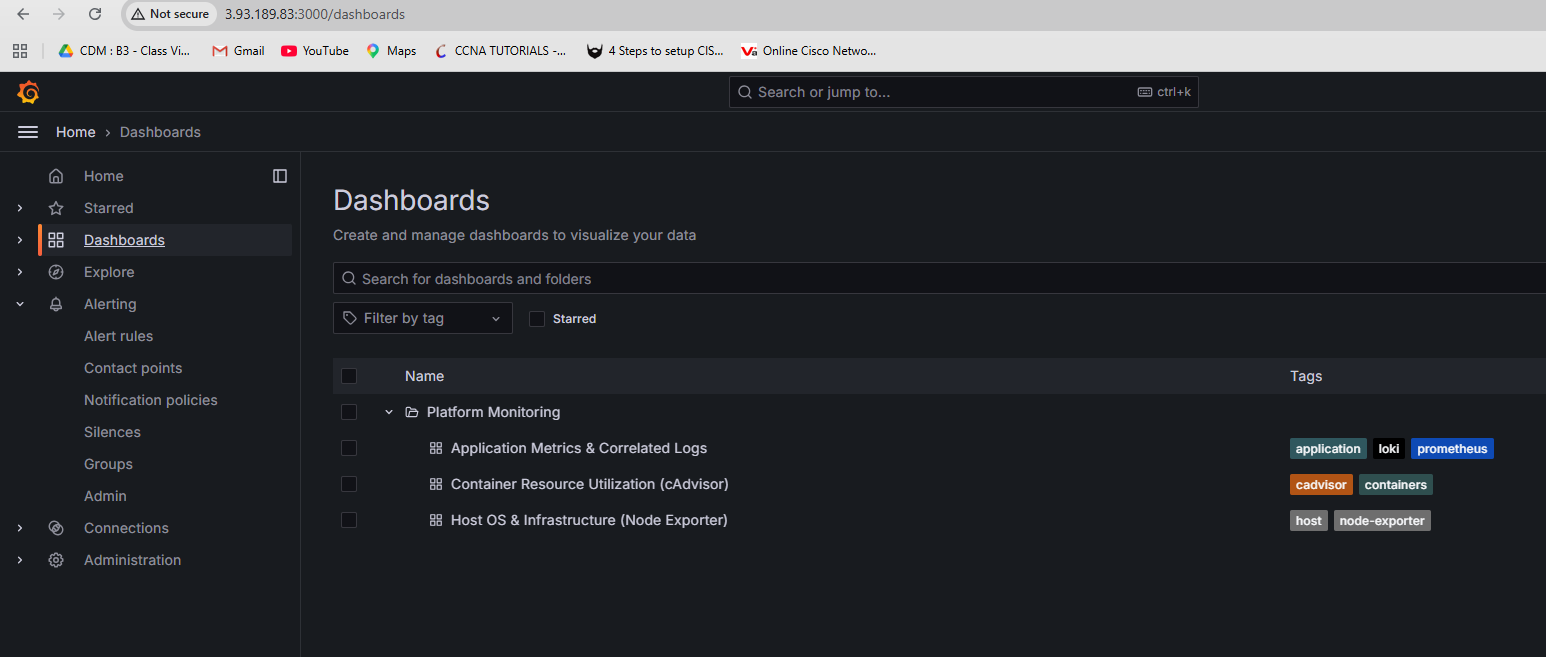 Not secure 3.93.189.83:3000/dashboards
CDM : B3 - Class Vi... Gmail YouTube Maps CCNA TUTORIALS -... 4 Steps to setup CIS... Online Cisco Netwo...
Search or jump to... ctrl+k
Home › Dashboards
Home
Starred
Dashboards
Explore
Alerting
Alert rules
Contact points
Notification policies
Silences
Groups
Admin
Connections
Administration
Dashboards
Create and manage dashboards to visualize your data
Search for dashboards and folders
Filter by tag Starred
Name Tags
Platform Monitoring
Application Metrics & Correlated Logs application loki prometheus
Container Resource Utilization (cAdvisor) cadvisor containers
Host OS & Infrastructure (Node Exporter) host node-exporter